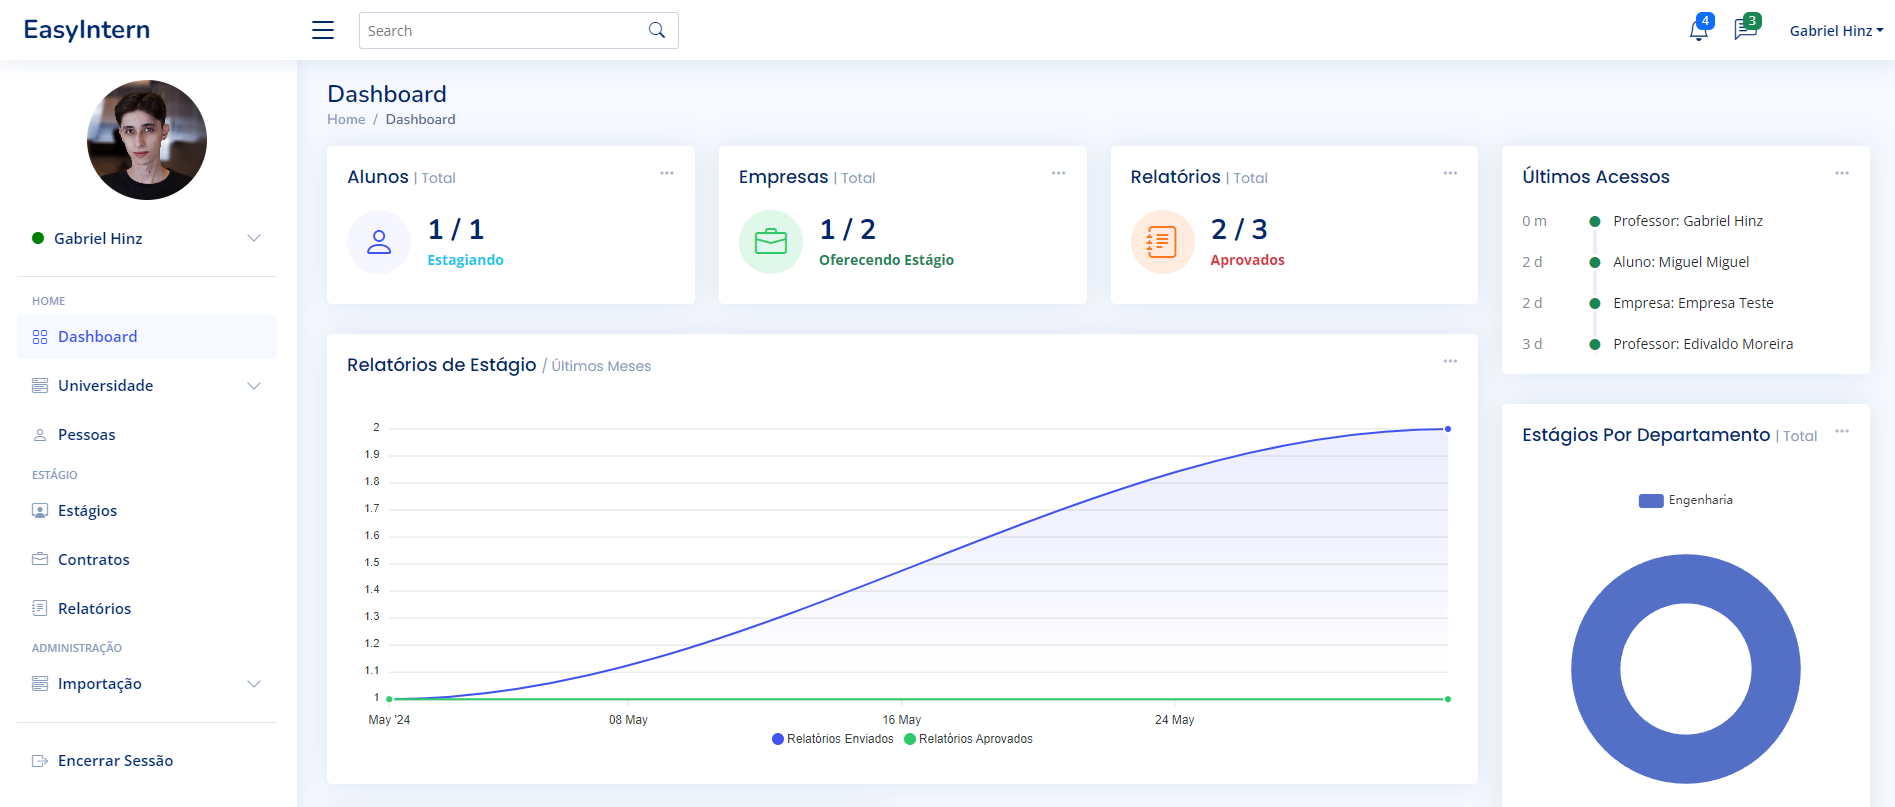 EasyIntern
Search
4
3
Gabriel Hinz
Gabriel Hinz
HOME
Dashboard
Universidade
Pessoas
ESTÁGIO
Estágios
Contratos
Relatórios
ADMINISTRAÇÃO
Importação
Encerrar Sessão
Dashboard
Home / Dashboard
Alunos | Total
1 / 1
Estagiando
Empresas | Total
1 / 2
Oferecendo Estágio
Relatórios | Total
2 / 3
Aprovados
Relatórios de Estágio / Últimos Meses
2
1.9
1.8
1.7
1.6
1.5
1.4
1.3
1.2
1.1
1
May '24 08 May 16 May 24 May
Relatórios Enviados Relatórios Aprovados
Últimos Acessos
0 m Professor: Gabriel Hinz
2 d Aluno: Miguel Miguel
2 d Empresa: Empresa Teste
3 d Professor: Edivaldo Moreira
Estágios Por Departamento | Total
Engenharia